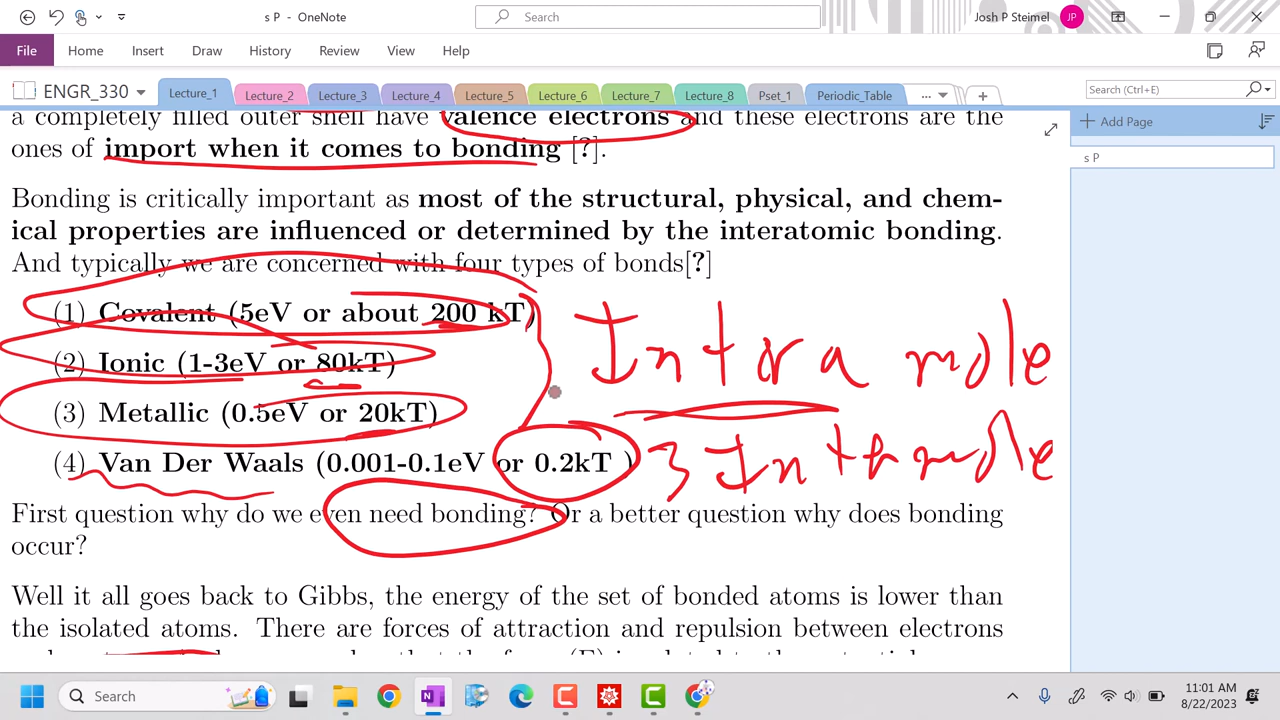 s P - OneNote
Search
Josh P Steimel
JP
File Home Insert Draw History Review View Help
ENGR_330
Lecture_1 Lecture_2 Lecture_3 Lecture_4 Lecture_5 Lecture_6 Lecture_7 Lecture_8 Pset_1 Periodic_Table ...
Search (Ctrl+E)
Add Page
s P
a completely filled outer shell have valence electrons and these electrons are the
ones of import when it comes to bonding [?].
Bonding is critically important as most of the structural, physical, and chem-
ical properties are influenced or determined by the interatomic bonding.
And typically we are concerned with four types of bonds[?]
(1) Covalent (5eV or about 200 kT)
(2) Ionic (1-3eV or 80kT)
(3) Metallic (0.5eV or 20kT)
(4) Van Der Waals (0.001-0.1eV or 0.2kT )
Intra mole
Inter mole
First question why do we even need bonding? Or a better question why does bonding
occur?
Well it all goes back to Gibbs, the energy of the set of bonded atoms is lower than
the isolated atoms. There are forces of attraction and repulsion between electrons
Search
11:01 AM
8/22/2023